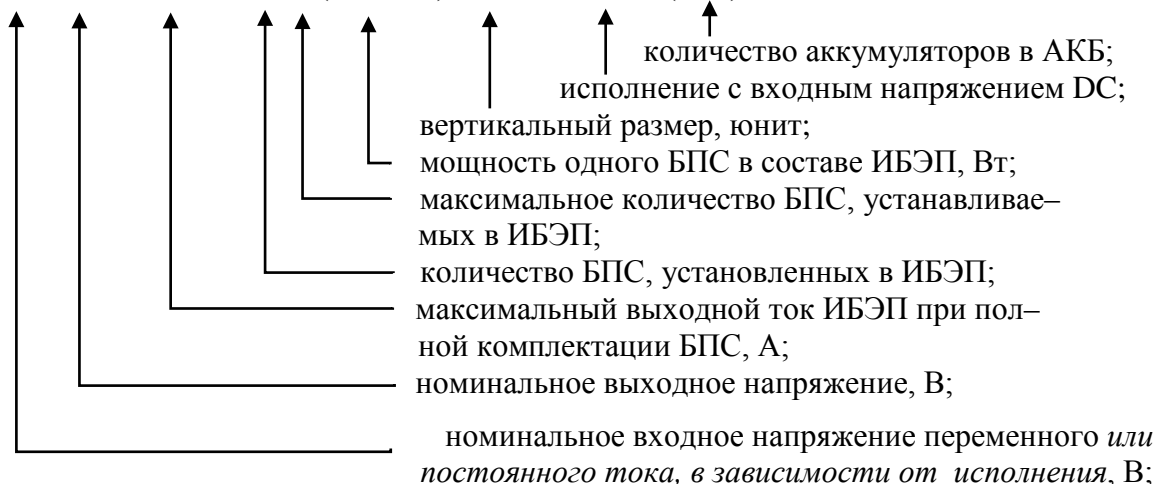 количество аккумуляторов в АКБ;
исполнение с входным напряжением DC;
вертикальный размер, юнит;
мощность одного БПС в составе ИБЭП, Вт;
максимальное количество БПС, устанавливае–
мых в ИБЭП;
количество БПС, установленных в ИБЭП;
максимальный выходной ток ИБЭП при пол–
ной комплектации БПС, А;
номинальное выходное напряжение, В;
номинальное входное напряжение переменного или
постоянного тока, в зависимости от исполнения, В;